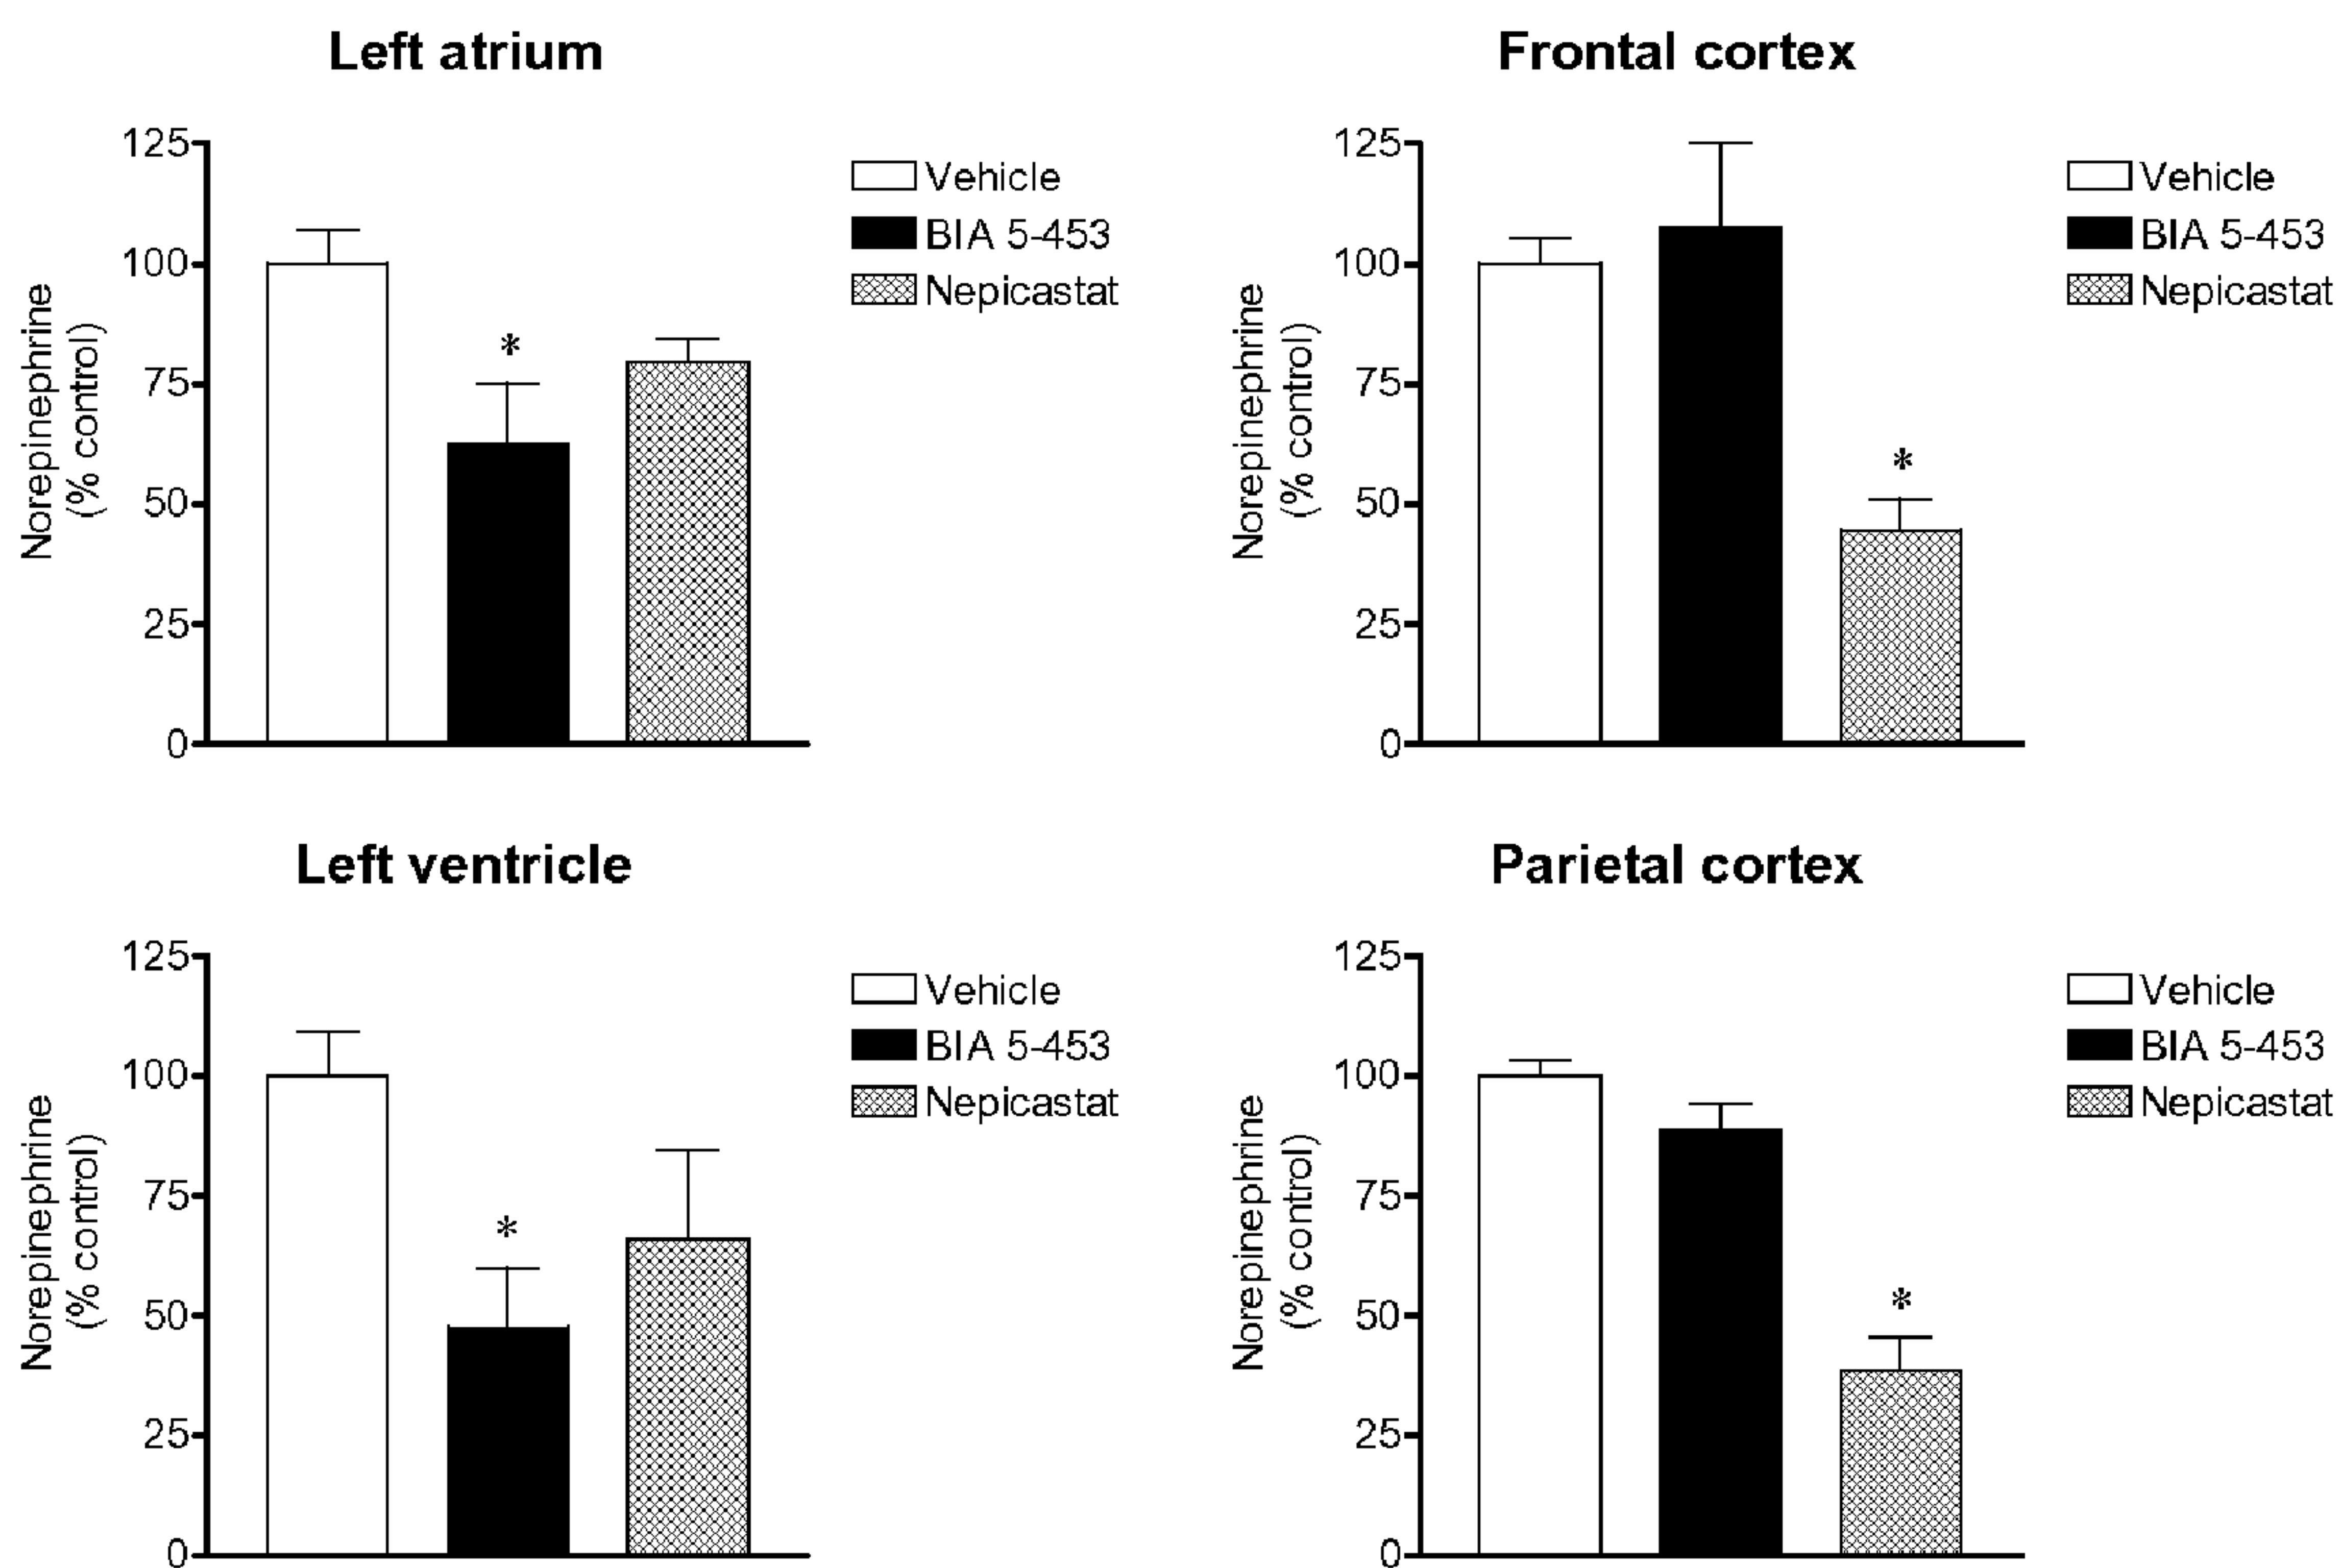 Left atrium
125
100
75
50
25
0
Norepinephrine
(% control)
*
Vehicle
BIA 5-453
Nepicastat
Frontal cortex
125
100
75
50
25
0
Norepinephrine
(% control)
*
Vehicle
BIA 5-453
Nepicastat
Left ventricle
125
100
75
50
25
0
Norepinephrine
(% control)
*
Vehicle
BIA 5-453
Nepicastat
Parietal cortex
125
100
75
50
25
0
Norepinephrine
(% control)
*
Vehicle
BIA 5-453
Nepicastat